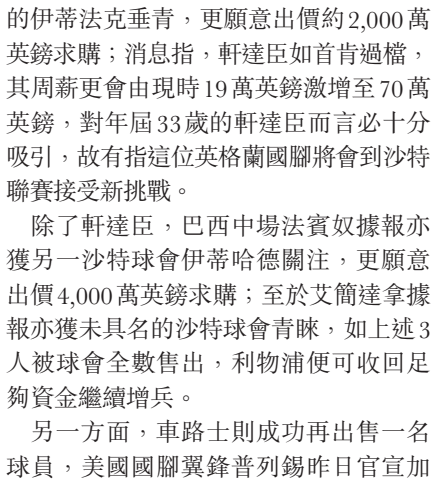 的伊蒂法克垂青，更願意出價約2,000萬
英鎊求購；消息指，軒達臣如首肯過檔，
其周薪更會由現時19萬英鎊激增至70萬
英鎊，對年屆33歲的軒達臣而言必十分
吸引，故有指這位英格蘭國腳將會到沙特
聯賽接受新挑戰。
除了軒達臣，巴西中場法賓奴據報亦
獲另一沙特球會伊蒂哈德關注，更願意
出價4,000萬英鎊求購；至於艾簡達拿據
報亦獲未具名的沙特球會青睞，如上述3
人被球會全數售出，利物浦便可收回足
夠資金繼續增兵。
另一方面，車路士則成功再出售一名
球員，美國國腳翼鋒普列錫昨日官宣加